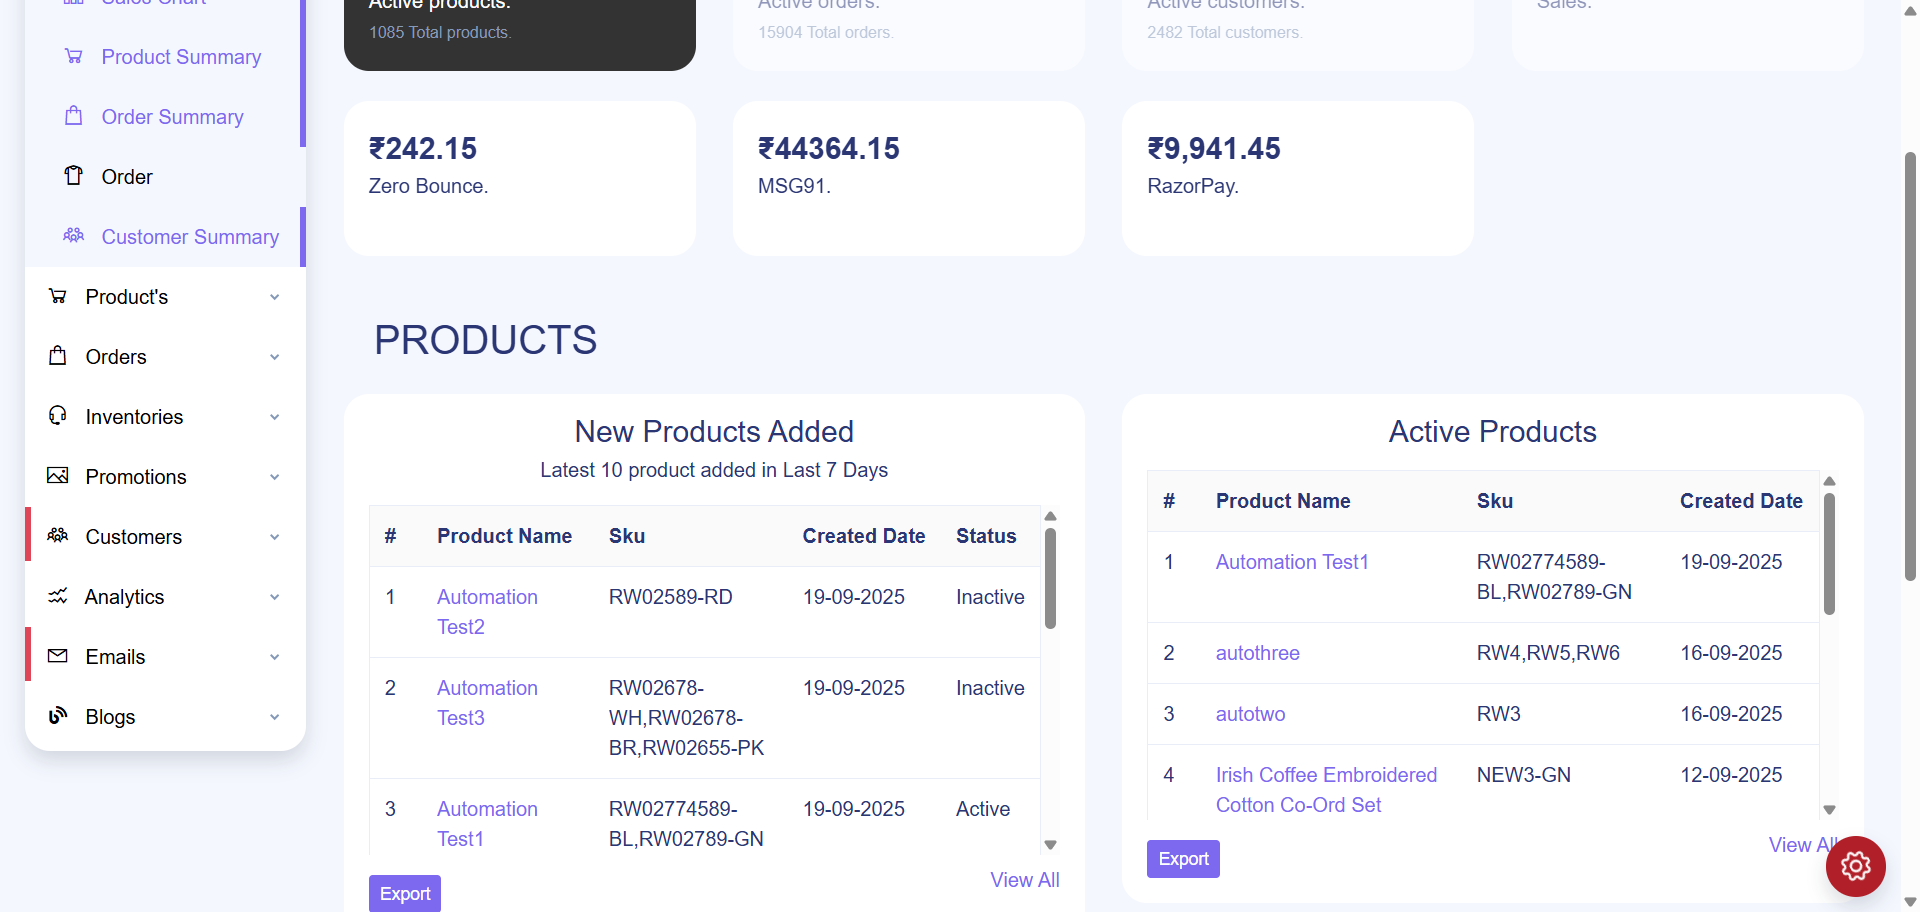 Sales Chart
Product Summary
Order Summary
Order
Customer Summary
Product's
Orders
Inventories
Promotions
Customers
Analytics
Emails
Blogs
Active products.
1085 Total products.
Active orders.
15904 Total orders.
Active customers.
2482 Total customers.
Sales.
₹242.15
Zero Bounce.
₹44364.15
MSG91.
₹9,941.45
RazorPay.
PRODUCTS
New Products Added
Latest 10 product added in Last 7 Days
# Product Name Sku Created Date Status
1 Automation RW02589-RD 19-09-2025 Inactive
Test2
2 Automation RW02678- 19-09-2025 Inactive
Test3 WH,RW02678-
BR,RW02655-PK
3 Automation RW02774589- 19-09-2025 Active
Test1 BL,RW02789-GN
View All
Export
Active Products
# Product Name Sku Created Date
1 Automation Test1 RW02774589- 19-09-2025
BL,RW02789-GN
2 autothree RW4,RW5,RW6 16-09-2025
3 autotwo RW3 16-09-2025
4 Irish Coffee Embroidered NEW3-GN 12-09-2025
Cotton Co-Ord Set
View All
Export